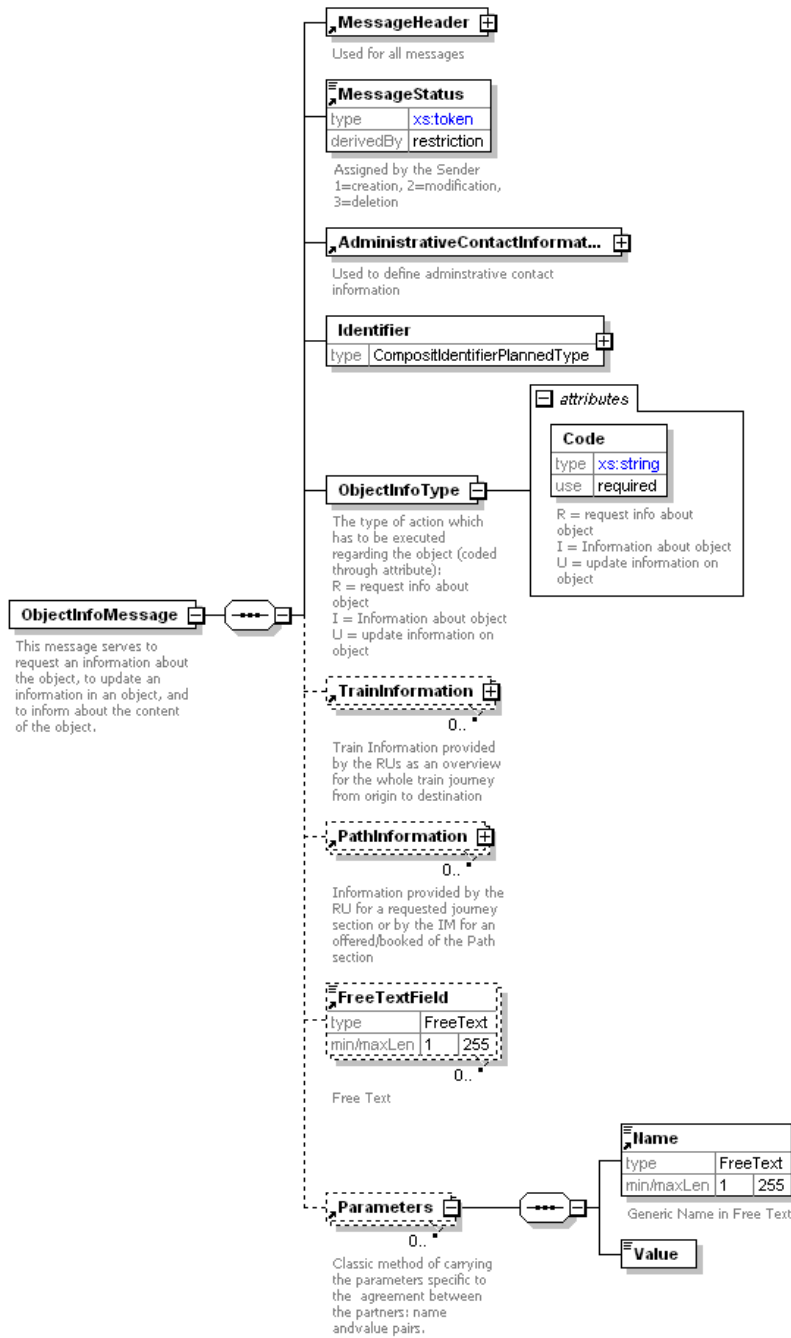 MessageHeader
Used for all messages
MessageStatus
type xs:token
derivedBy restriction
Assigned by the Sender
1=creation, 2=modification,
3=deletion
AdministrativeContactInformat...
Used to define adminstrative contact
information
Identifier
type CompositIdentifierPlannedType
attributes
Code
type xs:string
use required
R = request info about
object
I = Information about object
U = update information on
object
ObjectInfoType
The type of action which
has to be executed
regarding the object (coded
through attribute):
R = request info about
object
I = Information about object
U = update information on
object
ObjectInfoMessage
This message serves to
request an information about
the object, to update an
information in an object, and
to inform about the content
of the object.
TrainInformation
0..
Train Information provided
by the RUs as an overview
for the whole train journey
from origin to destination
PathInformation
0..
Information provided by the
RU for a requested journey
section or by the IM for an
offered/booked of the Path
section
FreeTextField
type FreeText
min/maxLen 1 255
0..
Free Text
Name
type FreeText
min/maxLen 1 255
Generic Name in Free Text
Parameters
0..
Classic method of carrying
the parameters specific to
the agreement between
the partners: name
andvalue pairs.
Value